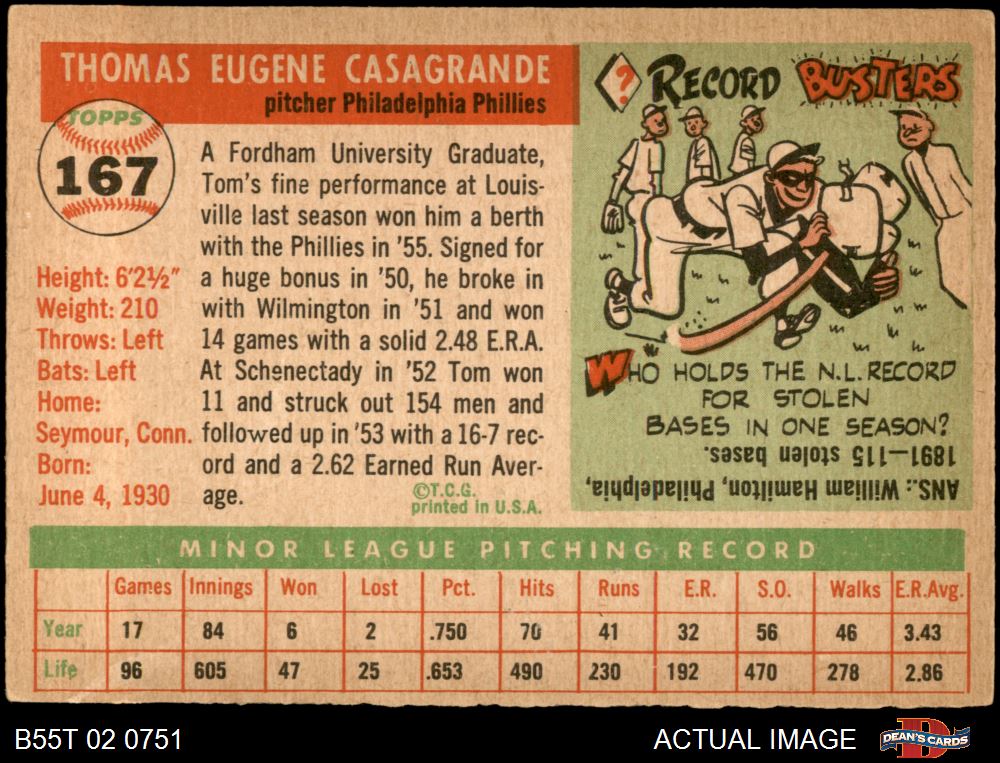 THOMAS EUGENE CASAGRANDE
pitcher Philadelphia Phillies
TOPPS
167
Height: 6'2½"
Weight: 210
Throws: Left
Bats: Left
Home:
Seymour, Conn.
Born:
June 4, 1930
A Fordham University Graduate,
Tom's fine performance at Louis-
ville last season won him a berth
with the Phillies in '55. Signed for
a huge bonus in '50, he broke in
with Wilmington in '51 and won
14 games with a solid 2.48 E.R.A.
At Schenectady in '52 Tom won
11 and struck out 154 men and
followed up in '53 with a 16-7 rec-
ord and a 2.62 Earned Run Aver-
age.
©T.C.G.
printed in U.S.A.
? RECORD BUSTERS
WHO HOLDS THE N.L. RECORD
FOR STOLEN
BASES IN ONE SEASON?
ANS.: William Hamilton, Philadelphia,
1891—115 stolen bases.
MINOR LEAGUE PITCHING RECORD
Games Innings Won Lost Pct. Hits Runs E.R. S.O. Walks E.R.Avg.
Year 17 84 6 2 .750 70 41 32 56 46 3.43
Life 96 605 47 25 .653 490 230 192 470 278 2.86
B55T 02 0751
ACTUAL IMAGE
D
DEAN'S CARDS